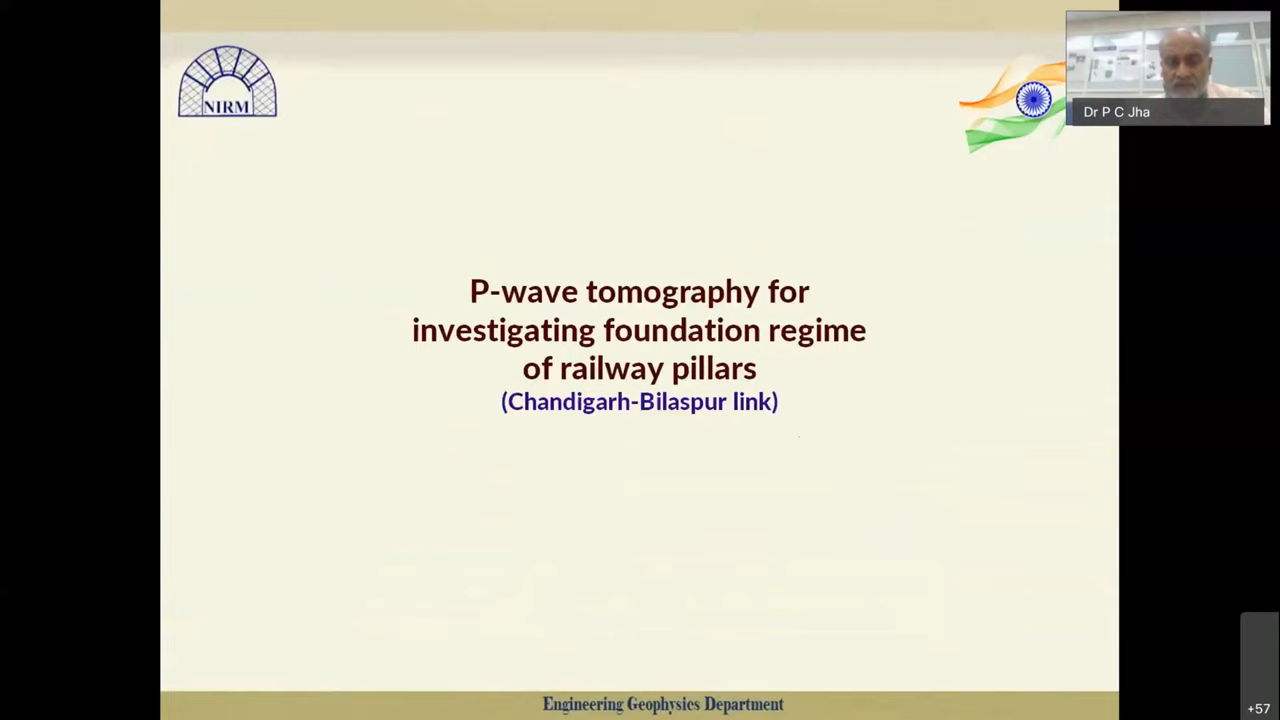 NIRM
Dr P C Jha
P-wave tomography for
investigating foundation regime
of railway pillars
(Chandigarh-Bilaspur link)
Engineering Geophysics Department
+57